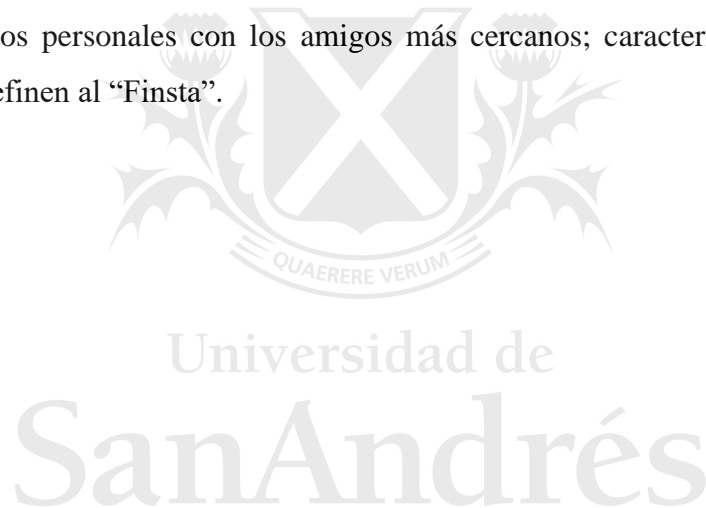 os personales con los amigos más cercanos; caracter
efinen al “Finsta”.
QUAERERE VERUM
Universidad de
SanAndrés